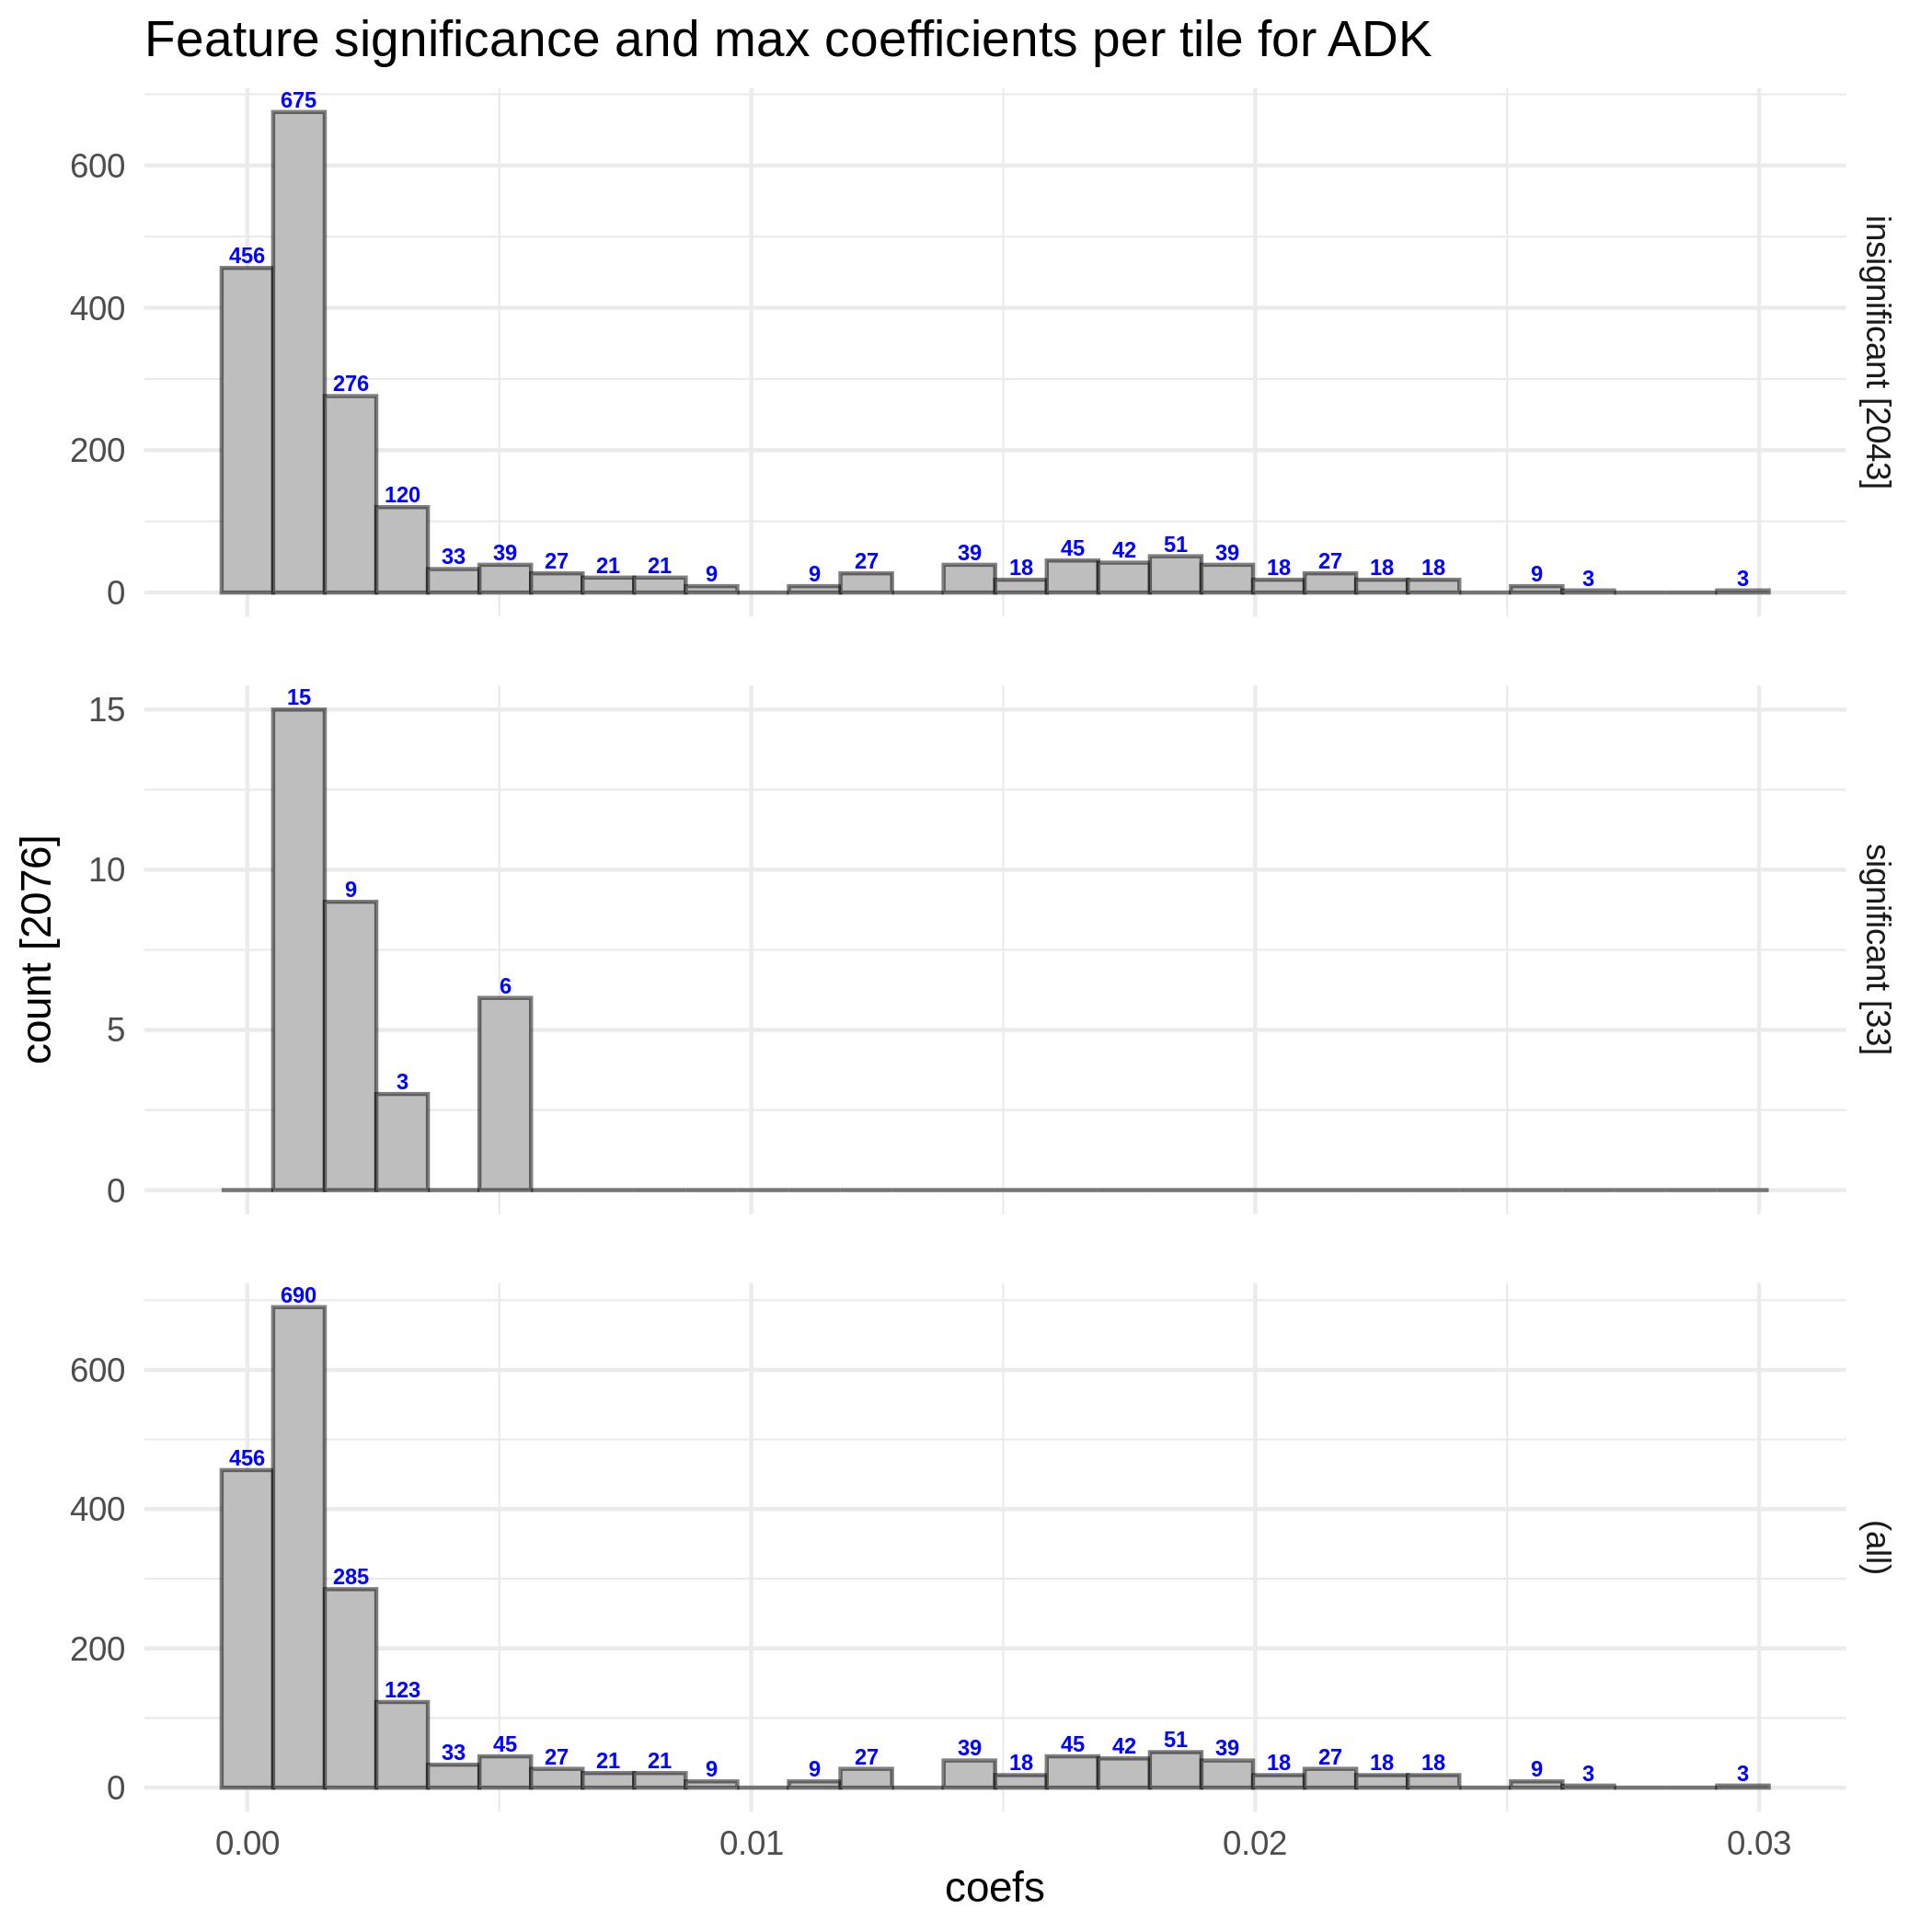 Feature significance and max coefficients per tile for ADK
675
600
456
400
276
200
120
33 39 27 21 21 9 9 27 39 18 45 42 51 39 18 27 18 18 9 3 3
0
insignificant [2043]
15
15
10
9
6
5
3
0
significant [33]
count [2076]
690
600
456
400
285
200
123
33 45 27 21 21 9 9 27 39 18 45 42 51 39 18 27 18 18 9 3 3
0
(all)
0.00 0.01 0.02 0.03
coefs